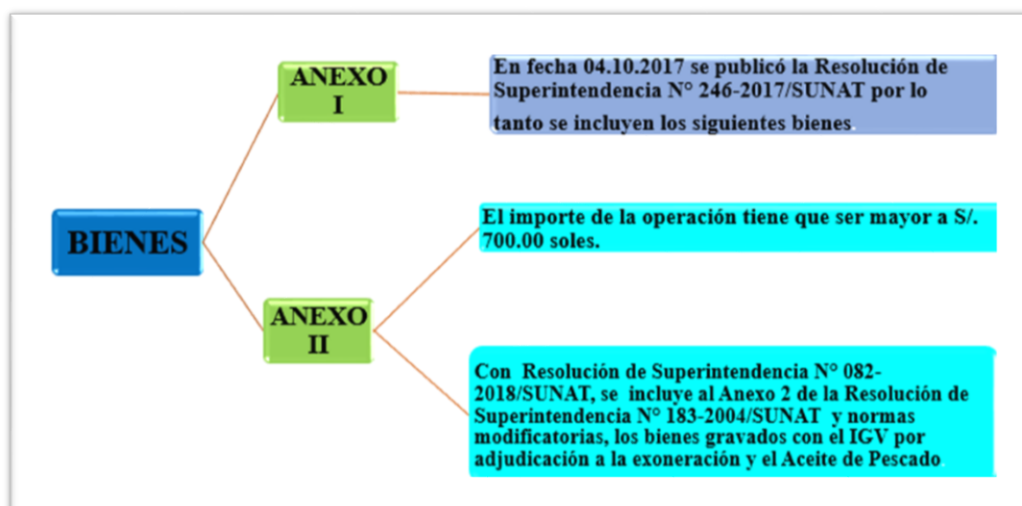 BIENES
ANEXO
I
En fecha 04.10.2017 se publicó la Resolución de
Superintendencia N° 246-2017/SUNAT por lo
tanto se incluyen los siguientes bienes.
ANEXO
II
El importe de la operación tiene que ser mayor a S/.
700.00 soles.
Con Resolución de Superintendencia N° 082-
2018/SUNAT, se incluye al Anexo 2 de la Resolución de
Superintendencia N° 183-2004/SUNAT y normas
modificatorias, los bienes gravados con el IGV por
adjudicación a la exoneración y el Aceite de Pescado.